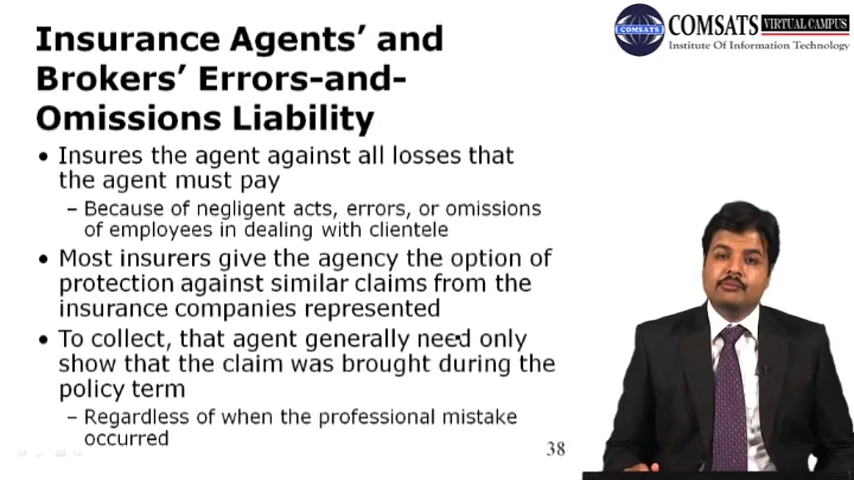 Insurance Agents' and
Brokers' Errors-and-
Omissions Liability
• Insures the agent against all losses that
the agent must pay
– Because of negligent acts, errors, or omissions
of employees in dealing with clientele
• Most insurers give the agency the option of
protection against similar claims from the
insurance companies represented
• To collect, that agent generally need only
show that the claim was brought during the
policy term
– Regardless of when the professional mistake
occurred
38
COMSATS
COMSATS VIRTUAL CAMPUS
Institute Of Information Technology